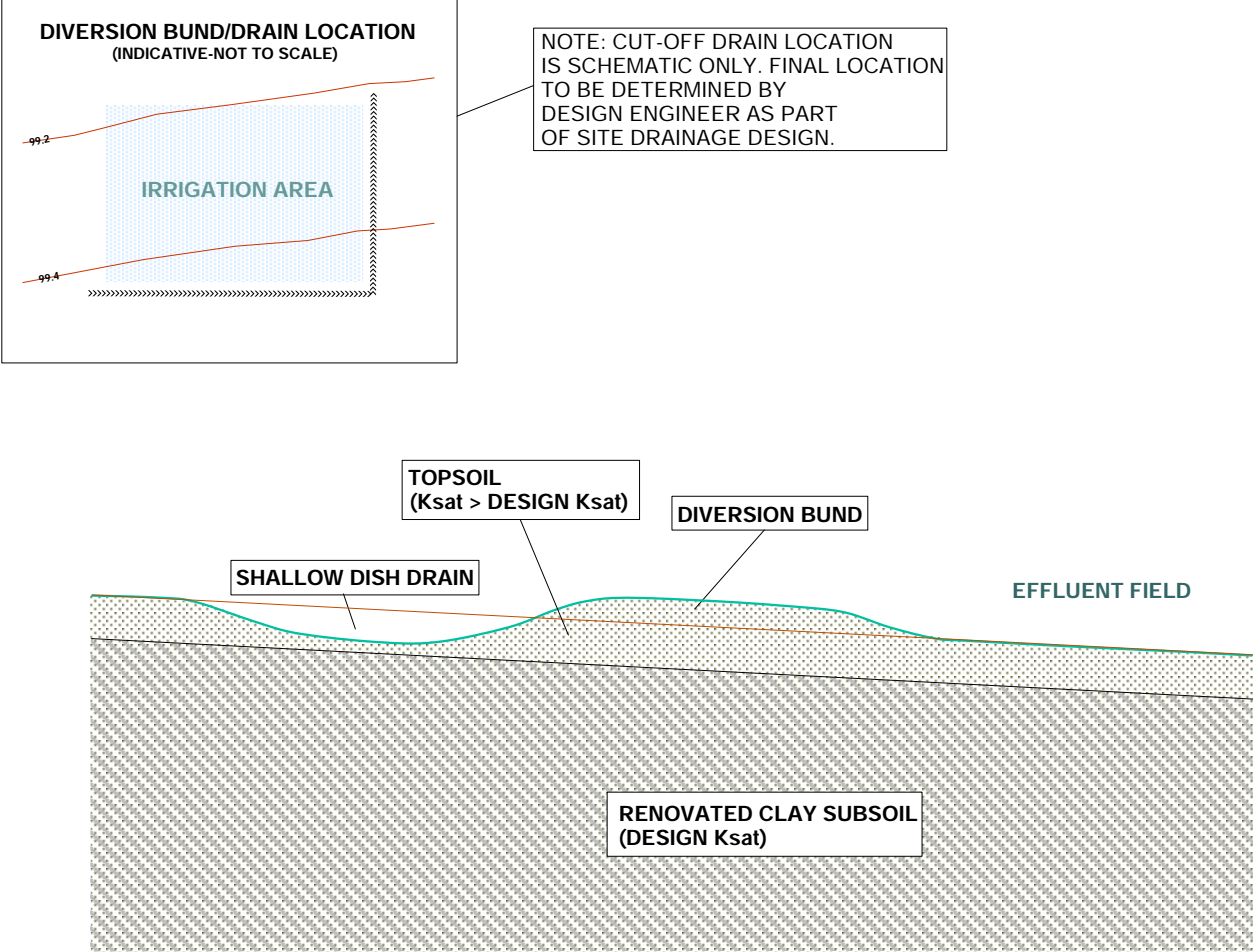 DIVERSION BUND/DRAIN LOCATION
(INDICATIVE-NOT TO SCALE)
99.2
IRRIGATION AREA
99.4
NOTE: CUT-OFF DRAIN LOCATION
IS SCHEMATIC ONLY. FINAL LOCATION
TO BE DETERMINED BY
DESIGN ENGINEER AS PART
OF SITE DRAINAGE DESIGN.
TOPSOIL
(Ksat > DESIGN Ksat)
DIVERSION BUND
SHALLOW DISH DRAIN
EFFLUENT FIELD
RENOVATED CLAY SUBSOIL
(DESIGN Ksat)